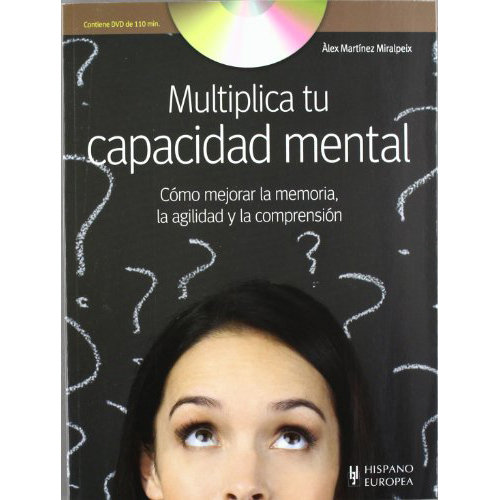 Contiene DVD de 110 min.
Àlex Martínez Miralpeix
Multiplica tu
capacidad mental
Cómo mejorar la memoria,
la agilidad y la comprensión
HISPANO
EUROPEA